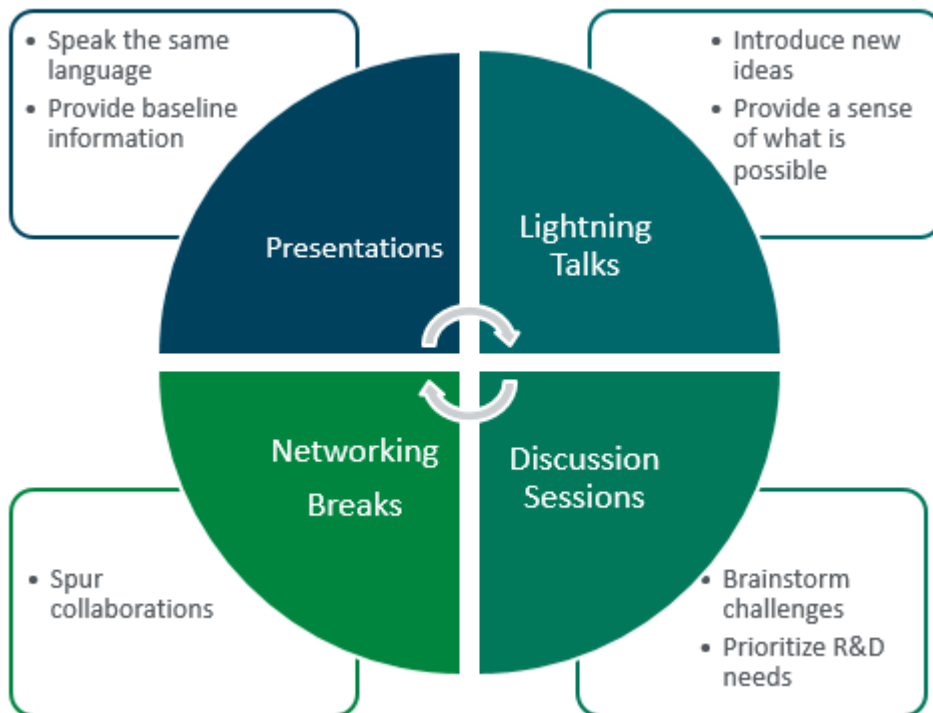 • Speak the same
language
• Provide baseline
information
• Introduce new
ideas
• Provide a sense
of what is
possible
Presentations
Lightning
Talks
Networking
Breaks
Discussion
Sessions
• Spur
collaborations
• Brainstorm
challenges
• Prioritize R&D
needs